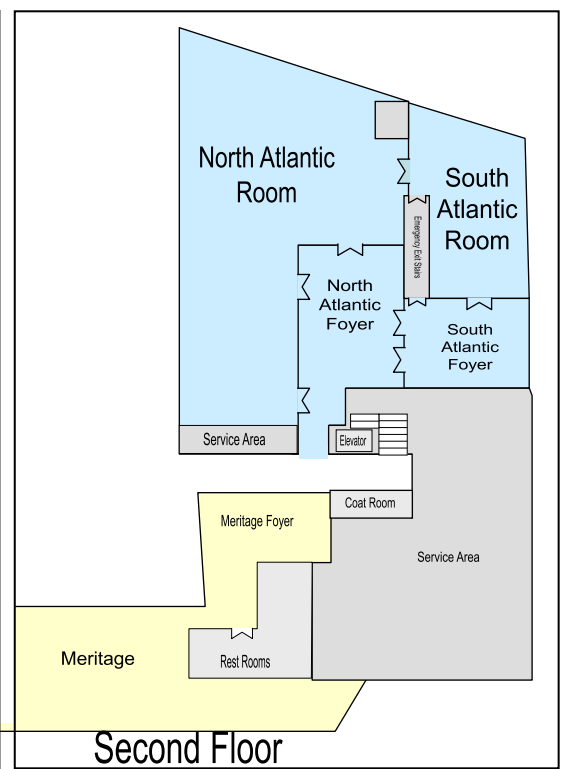 North Atlantic
Room
South
Atlantic
Room
Emergency Exit Stairs
North
Atlantic
Foyer
South
Atlantic
Foyer
Service Area
Elevator
Coat Room
Meritage Foyer
Service Area
Meritage
Rest Rooms
Second Floor